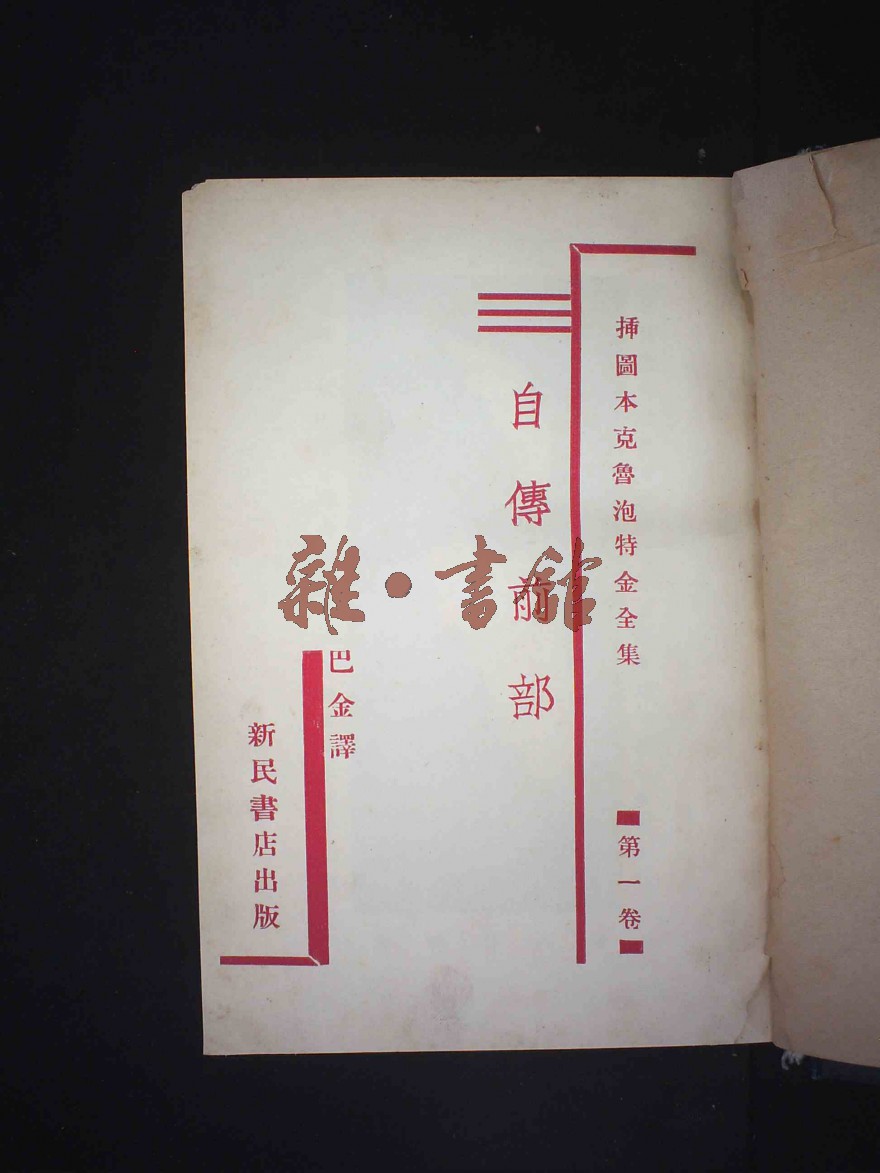 插圖本克魯泡特金全集
第一卷
自傳前部
巴金譯
新民書店出版
雜·書館